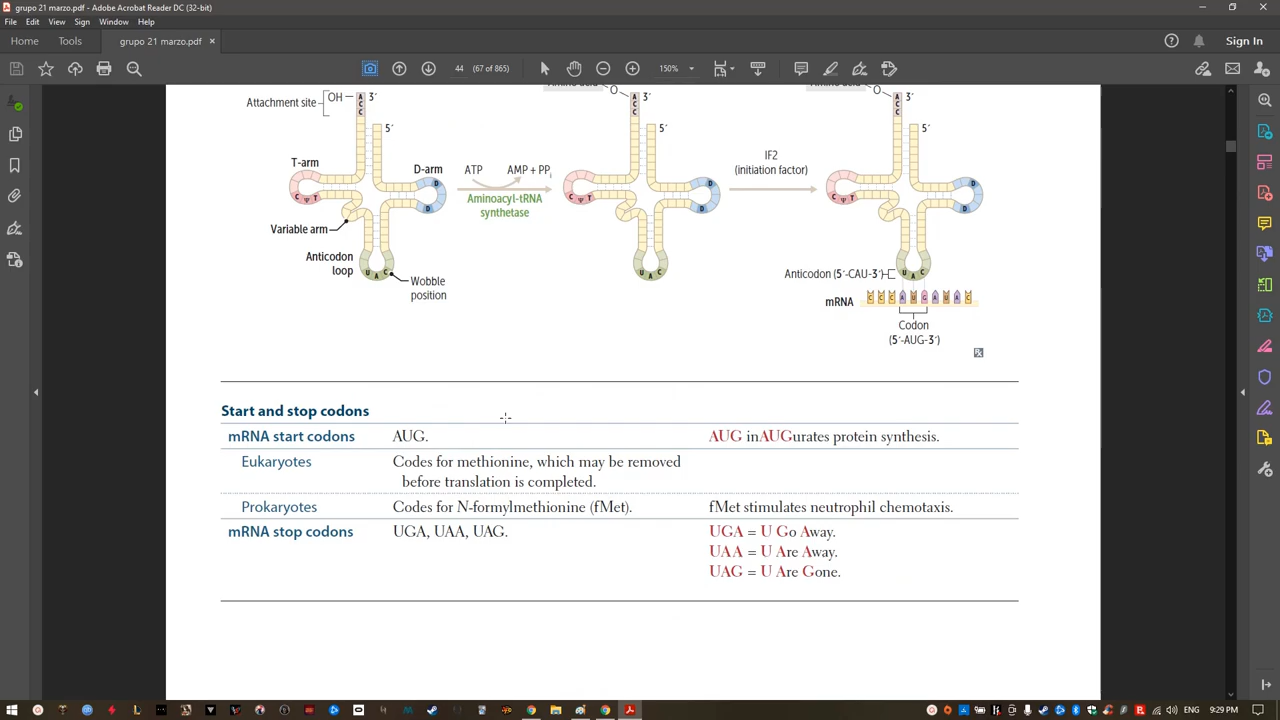 grupo 21 marzo.pdf - Adobe Acrobat Reader DC (32-bit)
File Edit View Sign Window Help
Home Tools grupo 21 marzo.pdf × Sign In
44 (67 of 865) 150%
Attachment site
OH A 3′ A 3′ A 3′
C C C
C C C
O O
5′ 5′ 5′
T-arm D-arm ATP AMP + PPi IF2
(initiation factor)
Aminoacyl-tRNA
synthetase
D D D
C Ψ T C Ψ T C Ψ T
D D D
Variable arm
Anticodon
loop
U A C U A C U A C
Wobble
position
Anticodon (5′-CAU-3′)
mRNA C C C A U G A U A C
Codon
(5′-AUG-3′)
Start and stop codons
mRNA start codons AUG. AUG inAUGurates protein synthesis.
Eukaryotes Codes for methionine, which may be removed
before translation is completed.
Prokaryotes Codes for N-formylmethionine (fMet). fMet stimulates neutrophil chemotaxis.
mRNA stop codons UGA, UAA, UAG. UGA = U Go Away.
UAA = U Are Away.
UAG = U Are Gone.
9:29 PM